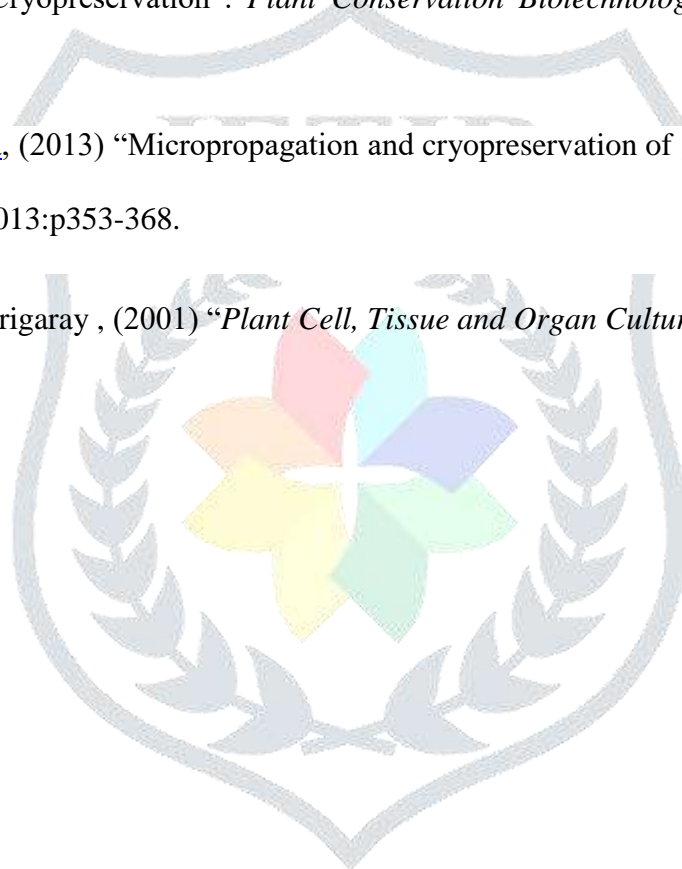 ryopreservation". Plant Conservation Biotechnolog
, (2013) “Micropropagation and cryopreservation of
013:p353-368.
rigaray , (2001) “Plant Cell, Tissue and Organ Cultur